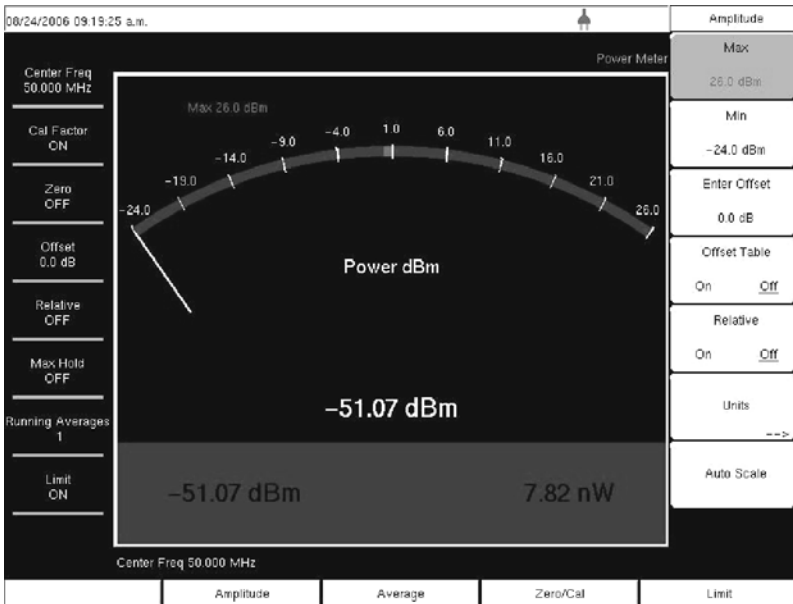 08/24/2006 09:19:25 a.m.
Amplitude
Power Meter
Center Freq
50.000 MHz
Cal Factor
ON
Zero
OFF
Offset
0.0 dB
Relative
OFF
Max Hold
OFF
Running Averages
1
Limit
ON
Max 26.0 dBm
-24.0
-19.0
-14.0
-9.0
-4.0
1.0
6.0
11.0
16.0
21.0
26.0
Power dBm
-51.07 dBm
-51.07 dBm 7.82 nW
Center Freq 50.000 MHz
Max
26.0 dBm
Min
-24.0 dBm
Enter Offset
0.0 dB
Offset Table
On Off
Relative
On Off
Units
-->
Auto Scale
Amplitude Average Zero/Cal Limit